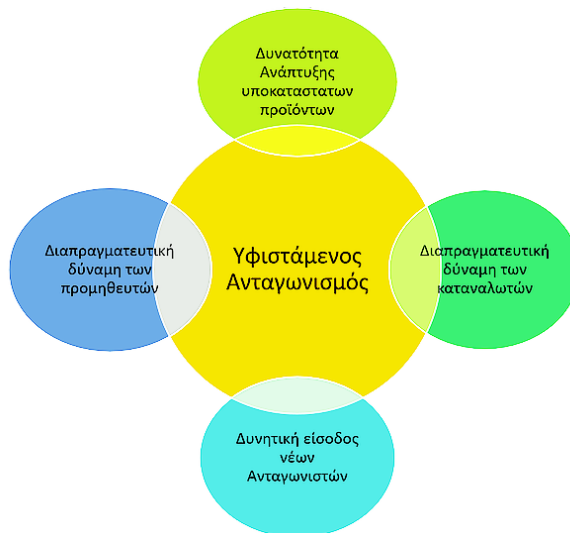 Δυνατότητα
Ανάπτυξης
υποκαταστατων
προϊόντων
Διαπραγματευτική
δύναμη των
προμηθευτών
Υφιστάμενος
Ανταγωνισμός
Διαπραγματευτική
δύναμη των
καταναλωτών
Δυνητική είσοδος
νέων
Ανταγωνιστών